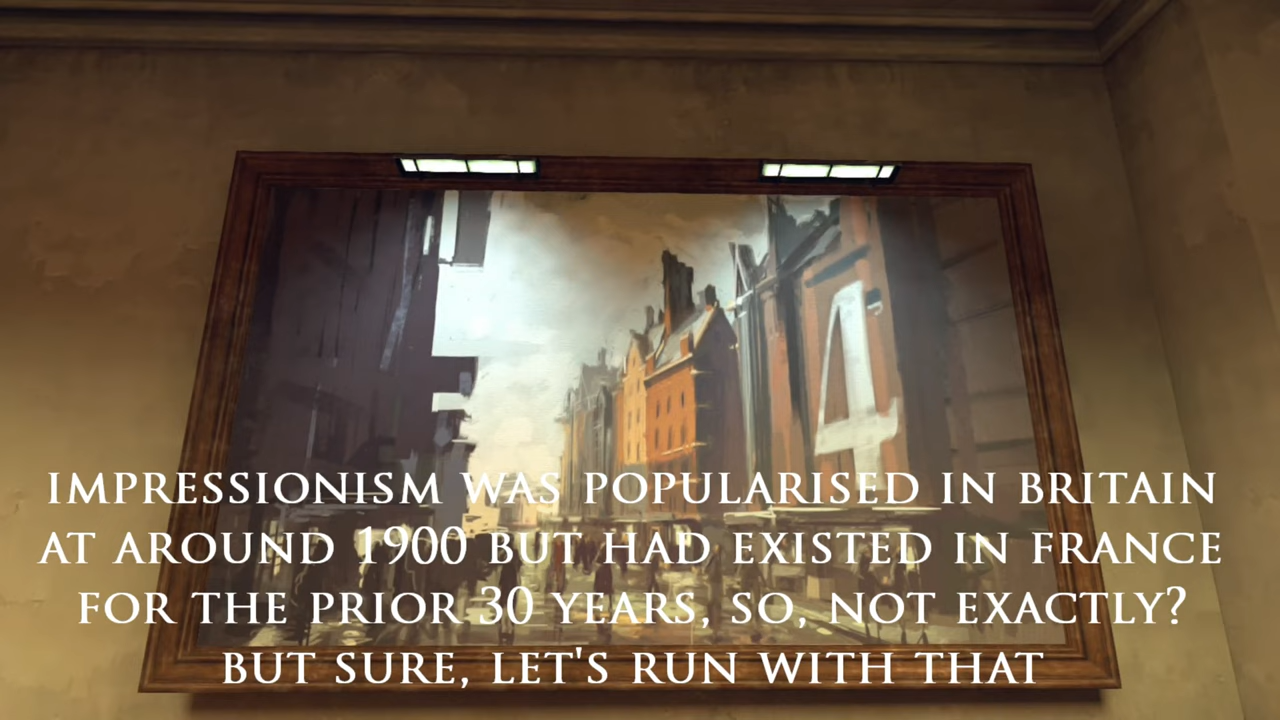 4
IMPRESSIONISM WAS POPULARISED IN BRITAIN
AT AROUND 1900 BUT HAD EXISTED IN FRANCE
FOR THE PRIOR 30 YEARS, SO, NOT EXACTLY?
BUT SURE, LET'S RUN WITH THAT